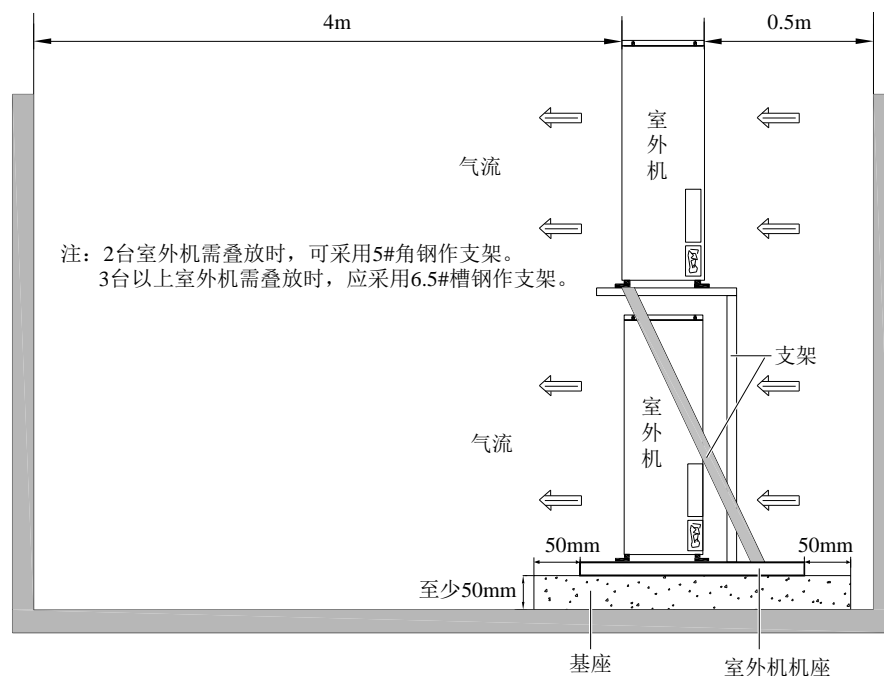 4m
0.5m
室外机
气流
注：2台室外机需叠放时，可采用5#角钢作支架。
3台以上室外机需叠放时，应采用6.5#槽钢作支架。
支架
室外机
气流
50mm
50mm
至少50mm
基座
室外机机座